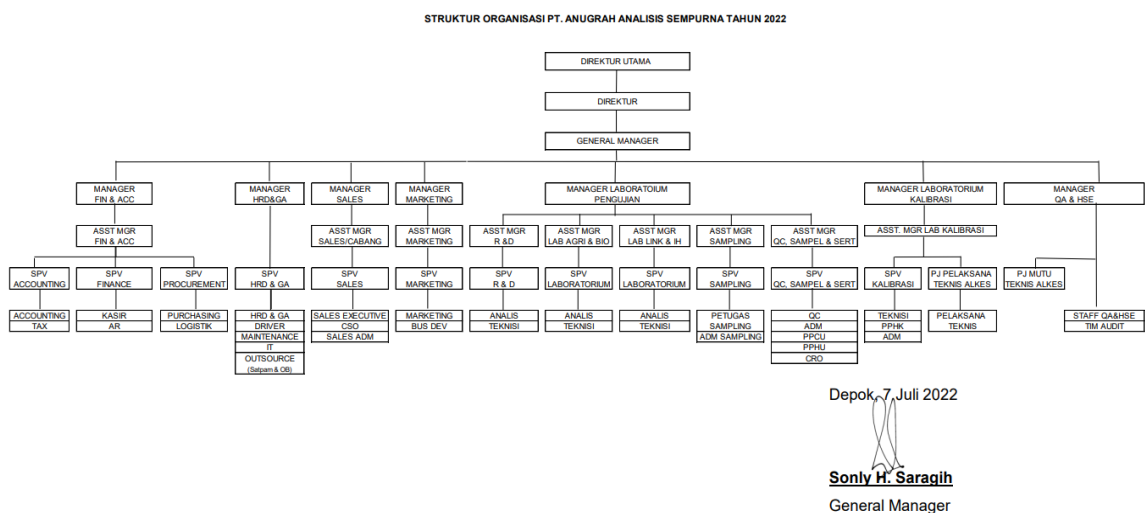 STRUKTUR ORGANISASI PT. ANUGRAH ANALISIS SEMPURNA TAHUN 2022
DIREKTUR UTAMA
DIREKTUR
GENERAL MANAGER
MANAGER
FIN & ACC
MANAGER
HRD&GA
MANAGER
SALES
MANAGER
MARKETING
MANAGER LABORATOIUM
PENGUJIAN
MANAGER LABORATORIUM
KALIBRASI
MANAGER
QA & HSE
ASST MGR
FIN & ACC
ASST MGR
SALES/CABANG
ASST MGR
MARKETING
ASST MGR
R &D
ASST MGR
LAB AGRI & BIO
ASST MGR
LAB LINK & IH
ASST MGR
SAMPLING
ASST MGR
QC, SAMPEL & SERT
ASST. MGR LAB KALIBRASI
SPV
ACCOUNTING
SPV
FINANCE
SPV
PROCUREMENT
SPV
HRD & GA
SPV
SALES
SPV
MARKETING
SPV
R & D
SPV
LABORATORIUM
SPV
LABORATORIUM
SPV
SAMPLING
SPV
QC, SAMPEL & SERT
SPV
KALIBRASI
PJ PELAKSANA
TEKNIS ALKES
PJ MUTU
TEKNIS ALKES
ACCOUNTING
TAX
KASIR
AR
PURCHASING
LOGISTIK
HRD & GA
DRIVER
MAINTENANCE
IT
OUTSOURCE
(Satpam & OB)
SALES EXECUTIVE
CSO
SALES ADM
MARKETING
BUS DEV
ANALIS
TEKNISI
ANALIS
TEKNISI
ANALIS
TEKNISI
PETUGAS
SAMPLING
ADM SAMPLING
QC
ADM
PPCU
PPHU
CRO
TEKNISI
PPHK
ADM
PELAKSANA
TEKNIS
STAFF QA&HSE
TIM AUDIT
Depok, 7 Juli 2022
Sonly H. Saragih
General Manager